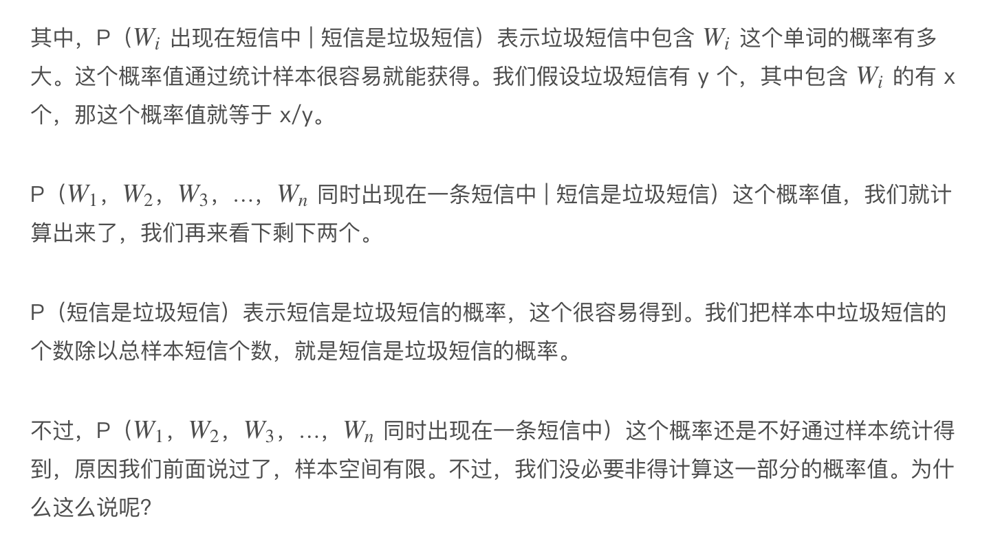 其中，P（W_i 出现在短信中 | 短信是垃圾短信）表示垃圾短信中包含 W_i 这个单词的概率有多
大。这个概率值通过统计样本很容易就能获得。我们假设垃圾短信有 y 个，其中包含 W_i 的有 x
个，那这个概率值就等于 x/y。
P（W_1，W_2，W_3，…，W_n 同时出现在一条短信中 | 短信是垃圾短信）这个概率值，我们就计
算出来了，我们再来看下剩下两个。
P（短信是垃圾短信）表示短信是垃圾短信的概率，这个很容易得到。我们把样本中垃圾短信的
个数除以总样本短信个数，就是短信是垃圾短信的概率。
不过，P（W_1，W_2，W_3，…，W_n 同时出现在一条短信中）这个概率还是不好通过样本统计得
到，原因我们前面说过了，样本空间有限。不过，我们没必要非得计算这一部分的概率值。为什
么这么说呢？